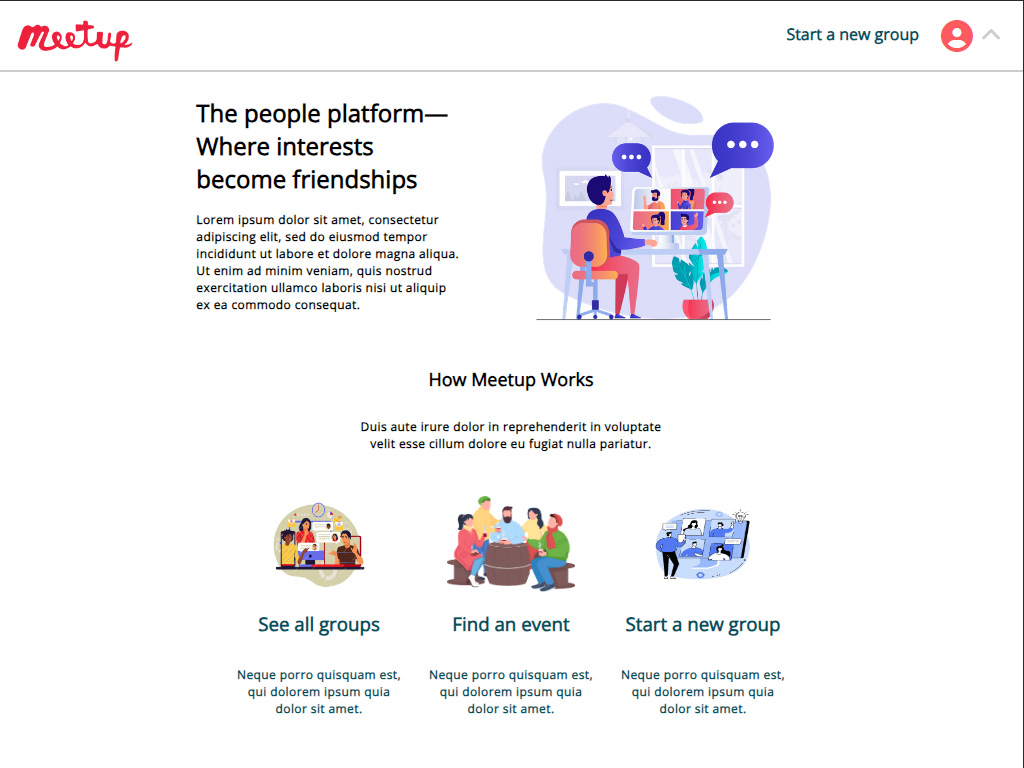 Meetup
Start a new group
The people platform—
Where interests
become friendships
Lorem ipsum dolor sit amet, consectetur
adipiscing elit, sed do eiusmod tempor
incididunt ut labore et dolore magna aliqua.
Ut enim ad minim veniam, quis nostrud
exercitation ullamco laboris nisi ut aliquip
ex ea commodo consequat.
How Meetup Works
Duis aute irure dolor in reprehenderit in voluptate
velit esse cillum dolore eu fugiat nulla pariatur.
See all groups
Neque porro quisquam est,
qui dolorem ipsum quia
dolor sit amet.
Find an event
Neque porro quisquam est,
qui dolorem ipsum quia
dolor sit amet.
Start a new group
Neque porro quisquam est,
qui dolorem ipsum quia
dolor sit amet.